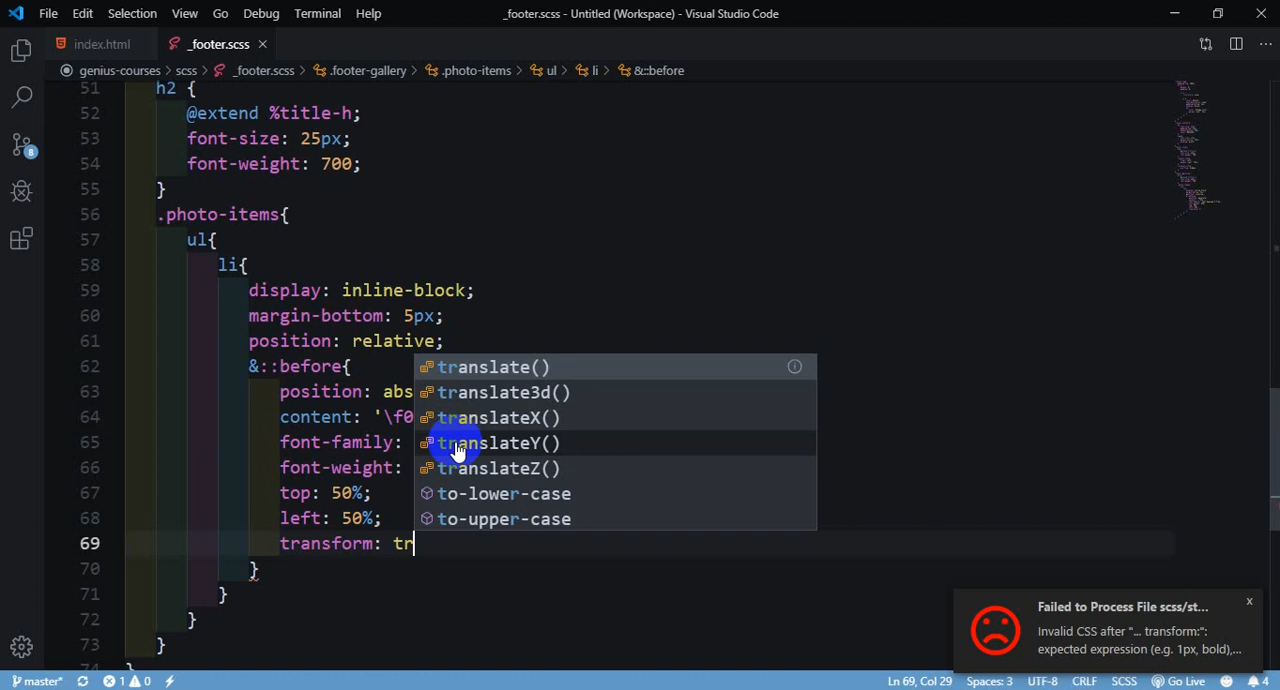 File Edit Selection View Go Debug Terminal Help _footer.scss - Untitled (Workspace) - Visual Studio Code
index.html _footer.scss
genius-courses > scss > _footer.scss > .footer-gallery > .photo-items > ul > li > &::before
51 h2 {
52 @extend %title-h;
53 font-size: 25px;
54 font-weight: 700;
55 }
56 .photo-items{
57 ul{
58 li{
59 display: inline-block;
60 margin-bottom: 5px;
61 position: relative;
62 &::before{
63 position: abs
64 content: '\f0
65 font-family:
66 font-weight:
67 top: 50%;
68 left: 50%;
69 transform: tr
70 }
71 }
72 }
73 }
74 }
translate()
translate3d()
translateX()
translateY()
translateZ()
to-lower-case
to-upper-case
8
Failed to Process File scss/st... x
Invalid CSS after "... transform:":
expected expression (e.g. 1px, bold),...
master* 1 0 Ln 69, Col 29 Spaces: 3 UTF-8 CRLF SCSS Go Live 4